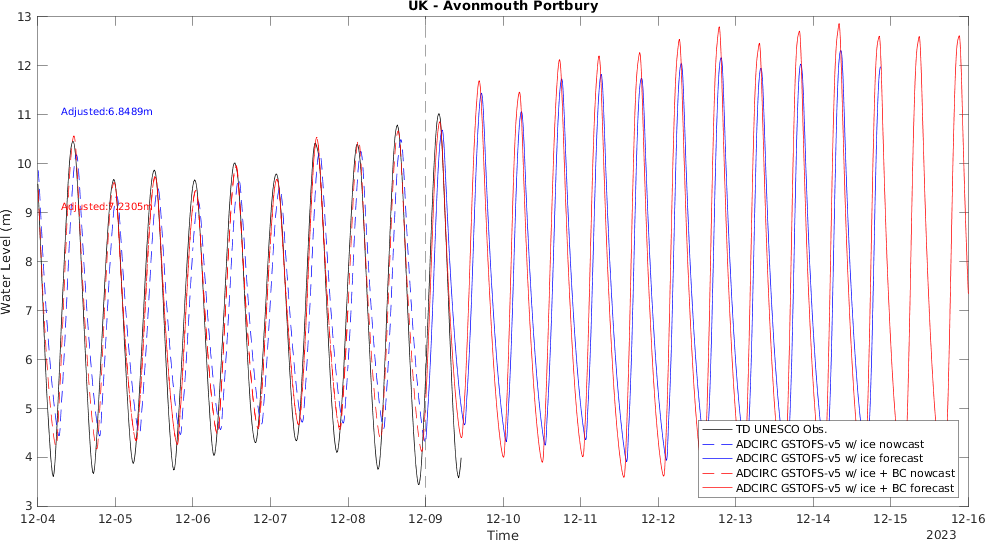 UK - Avonmouth Portbury
13
12
11
10
9
8
7
6
5
4
3
Water Level (m)
Adjusted:6.8489m
Adjusted:7.2305m
TD UNESCO Obs.
ADCIRC GSTOFS-v5 w/ ice nowcast
ADCIRC GSTOFS-v5 w/ ice forecast
ADCIRC GSTOFS-v5 w/ ice + BC nowcast
ADCIRC GSTOFS-v5 w/ ice + BC forecast
12-04 12-05 12-06 12-07 12-08 12-09 12-10 12-11 12-12 12-13 12-14 12-15 12-16
Time
2023